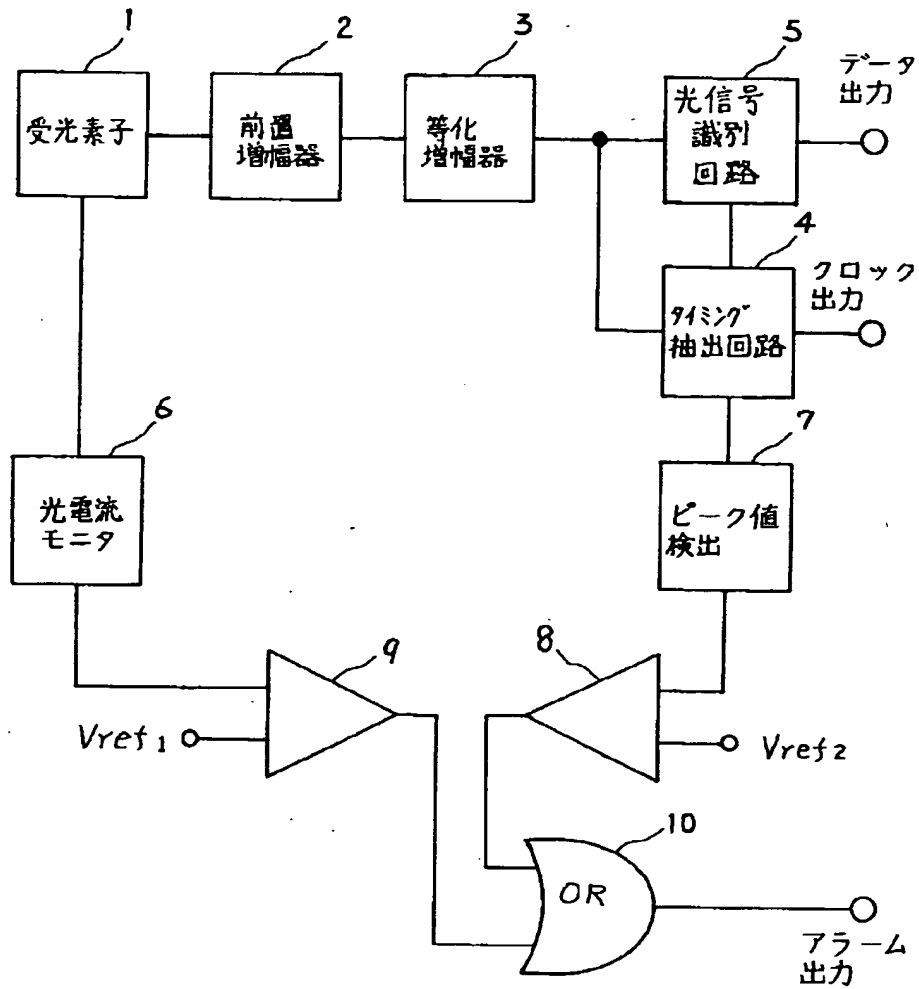 1
2
3
5
受光素子
前置
増幅器
等化
増幅器
光信号
識別
回路
データ
出力
4
タイミング
抽出回路
クロック
出力
6
光電流
モニタ
7
ピーク値
検出
9
8
Vref1
Vref2
10
OR
アラーム
出力